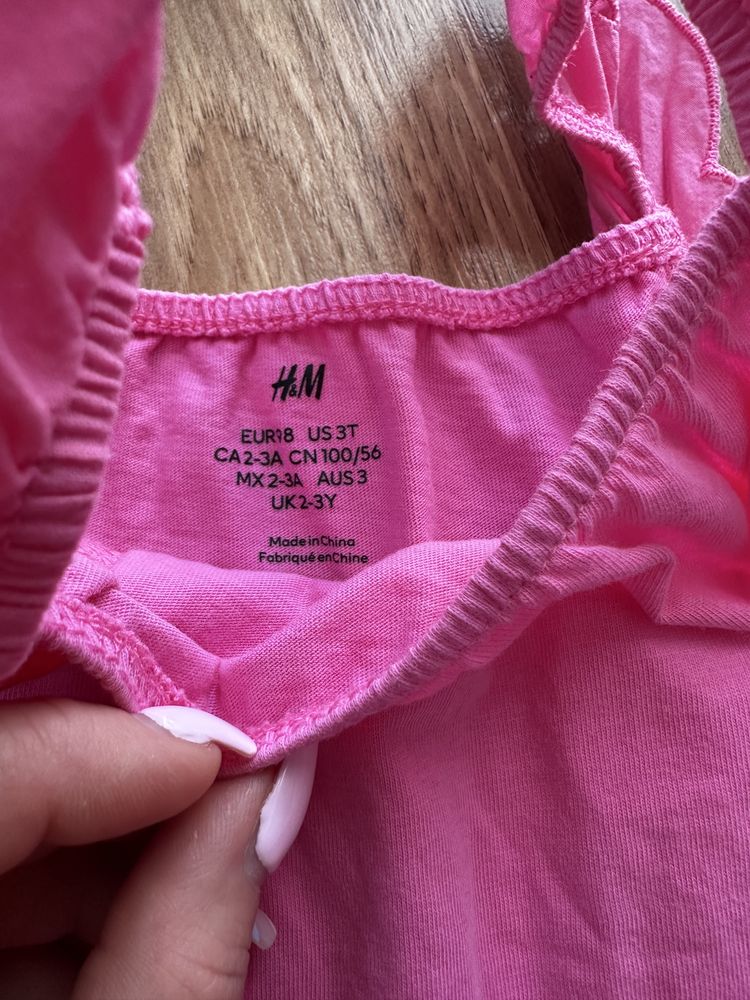 H&M
EUR98 US 3T
CA 2-3A CN 100/56
MX 2-3A AUS 3
UK 2-3Y
Made in China
Fabriqué en Chine